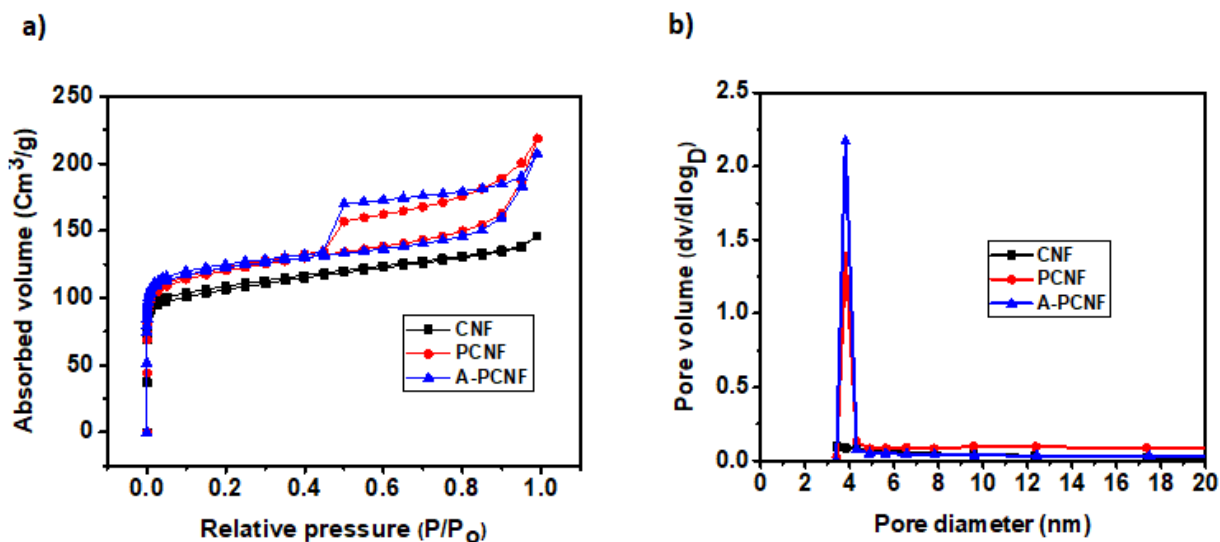 a)
250
200
150
100
50
0
0.0 0.2 0.4 0.6 0.8 1.0
Absorbed volume (Cm³/g)
Relative pressure (P/P₀)
CNF
PCNF
A-PCNF
b)
2.5
2.0
1.5
1.0
0.5
0.0
0 2 4 6 8 10 12 14 16 18 20
Pore volume (dv/dlog_D)
Pore diameter (nm)
CNF
PCNF
A-PCNF